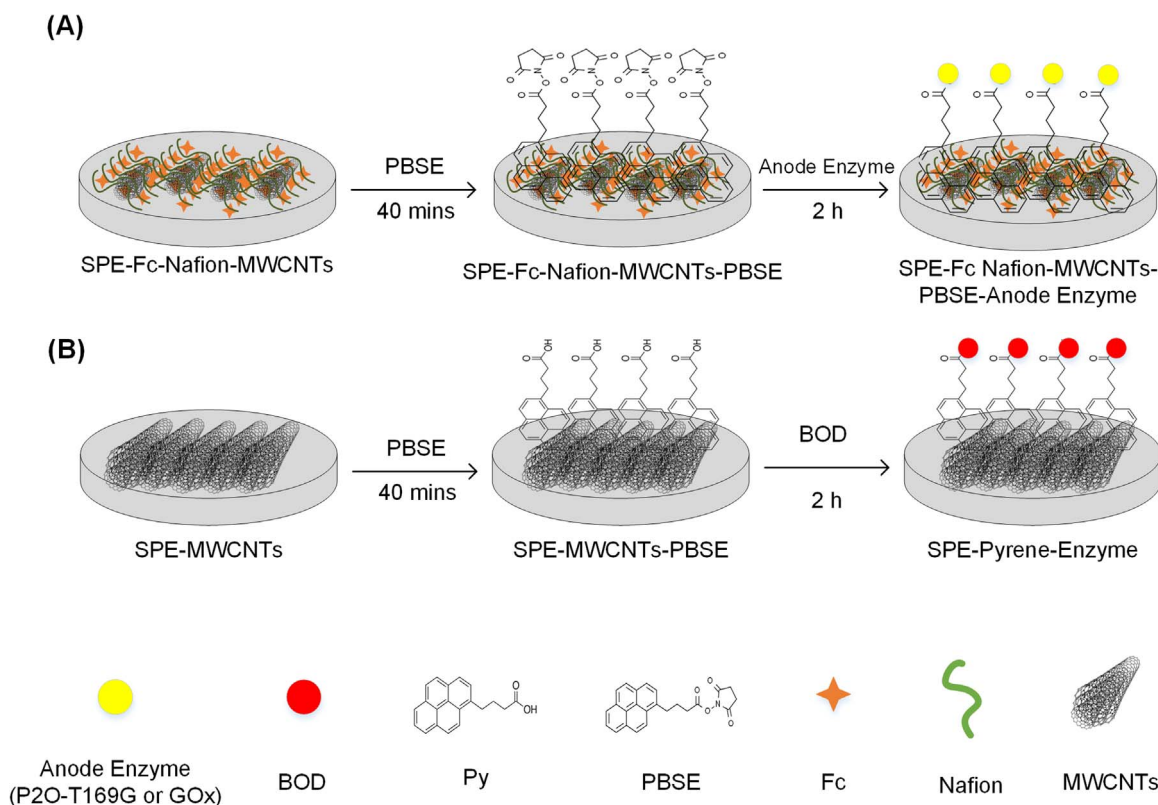 (A)
PBSE
40 mins
Anode Enzyme
2 h
SPE-Fc-Nafion-MWCNTs
SPE-Fc-Nafion-MWCNTs-PBSE
SPE-Fc Nafion-MWCNTs-
PBSE-Anode Enzyme
(B)
PBSE
40 mins
BOD
2 h
SPE-MWCNTs
SPE-MWCNTs-PBSE
SPE-Pyrene-Enzyme
O
OH
O
O
N
O
O
Anode Enzyme
(P2O-T169G or GOx)
BOD
Py
PBSE
Fc
Nafion
MWCNTs